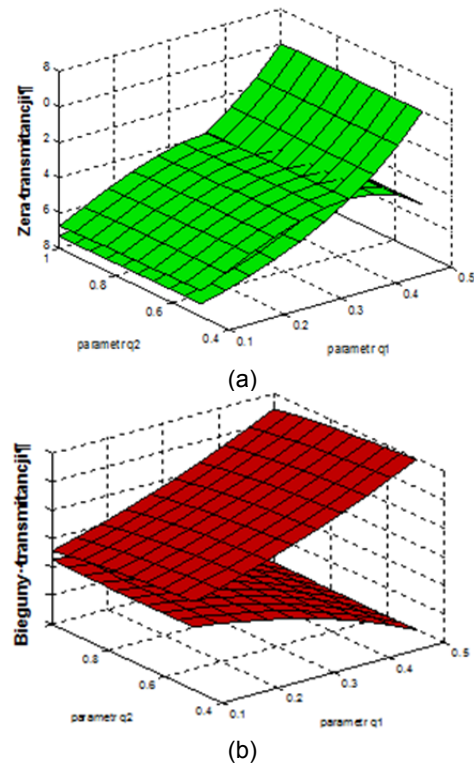 Zera·transmitancji¶
8
0
2
4
6
8
1
0.8
0.6
0.4
0.1
0.2
0.3
0.4
0.5
parametr q2
parametr q1
(a)
Bieguny·transmitancji¶
0.8
0.6
0.4
0.1
0.2
0.3
0.4
0.5
parametr q2
parametr q1
(b)